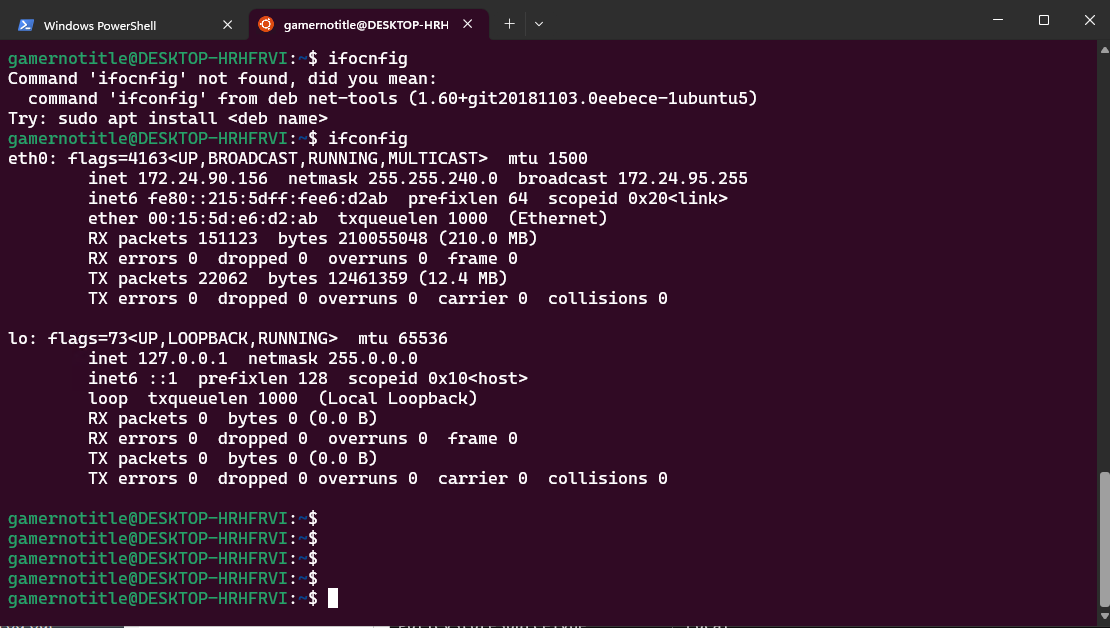 Windows PowerShell
gamernotitle@DESKTOP-HRH
gamernotitle@DESKTOP-HRHFRVI:~$ ifocnfig
Command 'ifocnfig' not found, did you mean:
  command 'ifconfig' from deb net-tools (1.60+git20181103.0eebece-1ubuntu5)
Try: sudo apt install <deb name>
gamernotitle@DESKTOP-HRHFRVI:~$ ifconfig
eth0: flags=4163<UP,BROADCAST,RUNNING,MULTICAST>  mtu 1500
        inet 172.24.90.156  netmask 255.255.240.0  broadcast 172.24.95.255
        inet6 fe80::215:5dff:fee6:d2ab  prefixlen 64  scopeid 0x20<link>
        ether 00:15:5d:e6:d2:ab  txqueuelen 1000  (Ethernet)
        RX packets 151123  bytes 210055048 (210.0 MB)
        RX errors 0  dropped 0  overruns 0  frame 0
        TX packets 22062  bytes 12461359 (12.4 MB)
        TX errors 0  dropped 0 overruns 0  carrier 0  collisions 0

lo: flags=73<UP,LOOPBACK,RUNNING>  mtu 65536
        inet 127.0.0.1  netmask 255.0.0.0
        inet6 ::1  prefixlen 128  scopeid 0x10<host>
        loop  txqueuelen 1000  (Local Loopback)
        RX packets 0  bytes 0 (0.0 B)
        RX errors 0  dropped 0  overruns 0  frame 0
        TX packets 0  bytes 0 (0.0 B)
        TX errors 0  dropped 0 overruns 0  carrier 0  collisions 0

gamernotitle@DESKTOP-HRHFRVI:~$
gamernotitle@DESKTOP-HRHFRVI:~$
gamernotitle@DESKTOP-HRHFRVI:~$
gamernotitle@DESKTOP-HRHFRVI:~$
gamernotitle@DESKTOP-HRHFRVI:~$